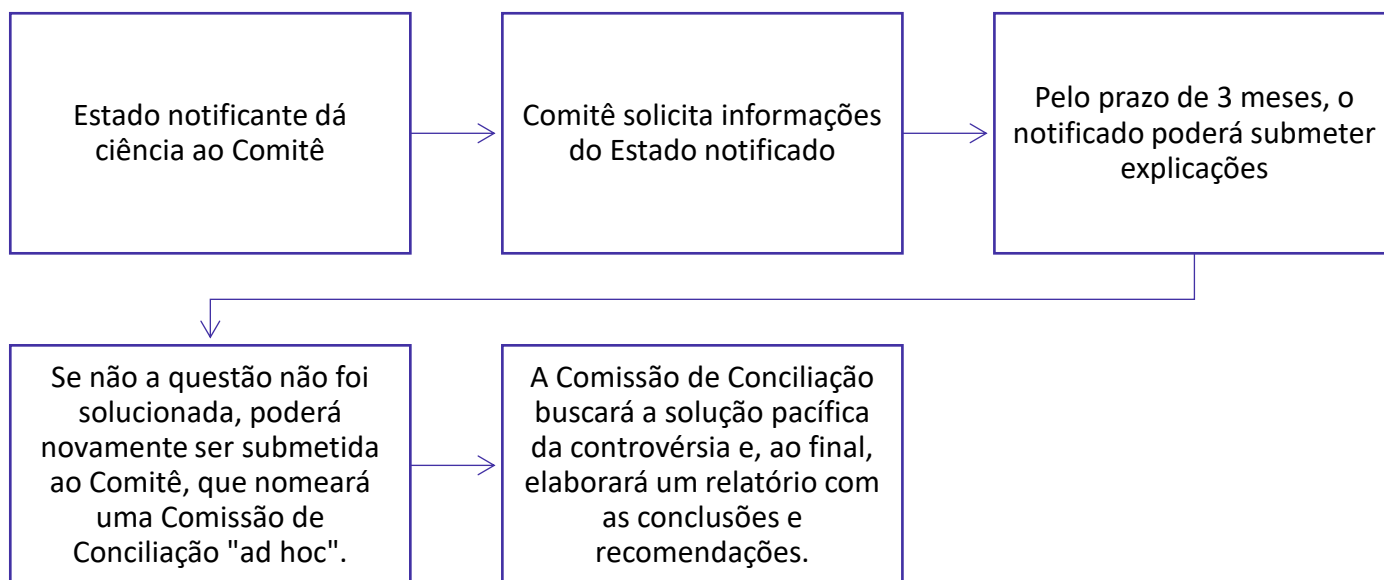 Estado notificante dá
ciência ao Comitê
Comitê solicita informações
do Estado notificado
Pelo prazo de 3 meses, o
notificado poderá submeter
explicações
Se não a questão não foi
solucionada, poderá
novamente ser submetida
ao Comitê, que nomeará
uma Comissão de
Conciliação "ad hoc".
A Comissão de Conciliação
buscará a solução pacífica
da controvérsia e, ao final,
elaborará um relatório com
as conclusões e
recomendações.